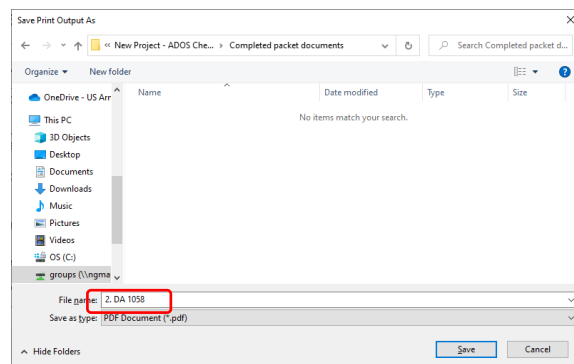 Save Print Output As
« New Project - ADOS Che... › Completed packet documents
Search Completed packet d...
Organize
New folder
Name
Date modified
Type
Size
OneDrive - US Arr
No items match your search.
This PC
3D Objects
Desktop
Documents
Downloads
Music
Pictures
Videos
OS (C:)
groups (\\ngma
File name: 2. DA 1058
Save as type: PDF Document (*.pdf)
Hide Folders
Save
Cancel